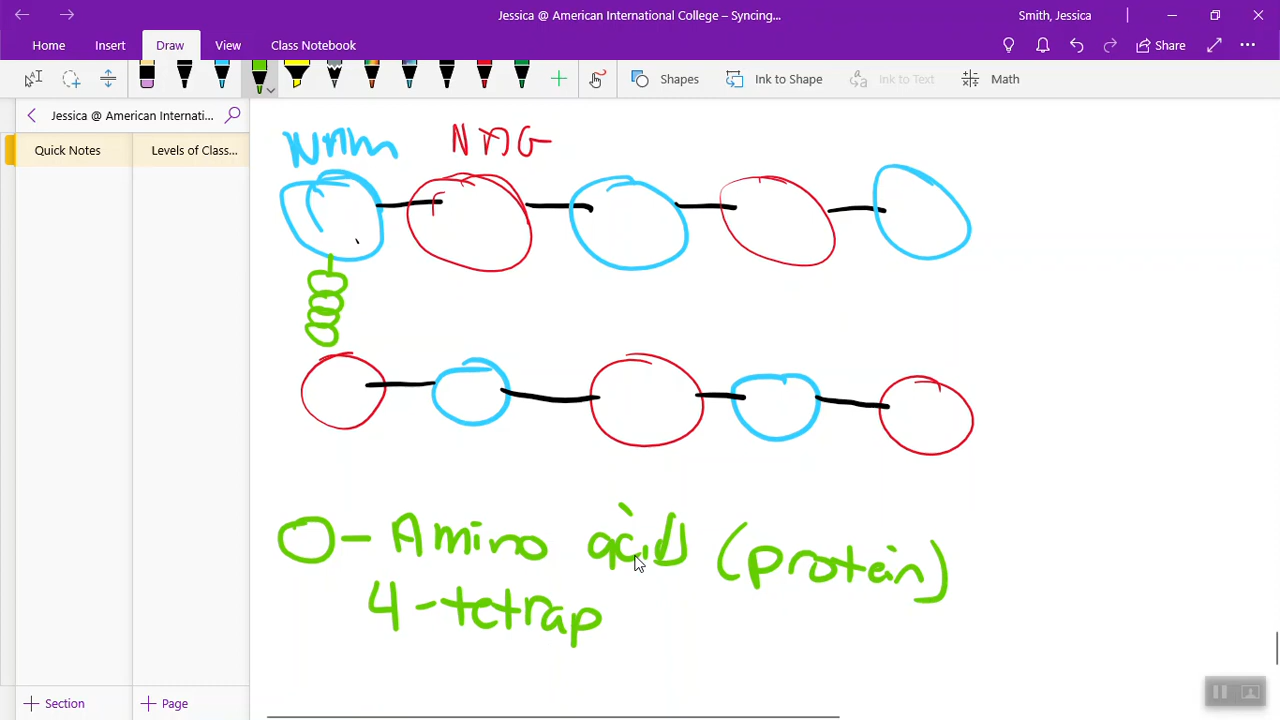 Jessica @ American International College – Syncing...
Smith, Jessica
Home Insert Draw View Class Notebook
Share
Shapes Ink to Shape Ink to Text Math
Jessica @ American Internati...
Quick Notes Levels of Class...
NAM NAG
O - Amino acid (protein)
4 - tetrap
+ Section + Page